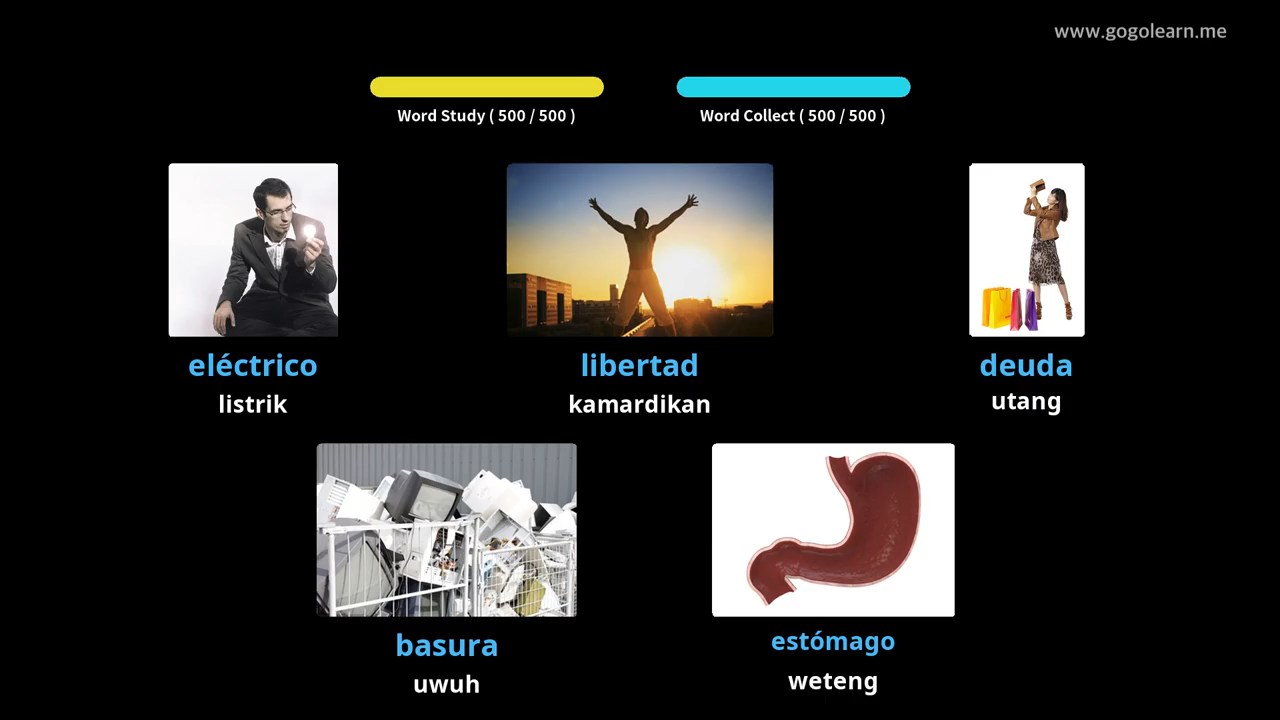 www.gogolearn.me
Word Study ( 500 / 500 )
Word Collect ( 500 / 500 )
eléctrico
listrik
libertad
kamardikan
deuda
utang
basura
uwuh
estómago
weteng